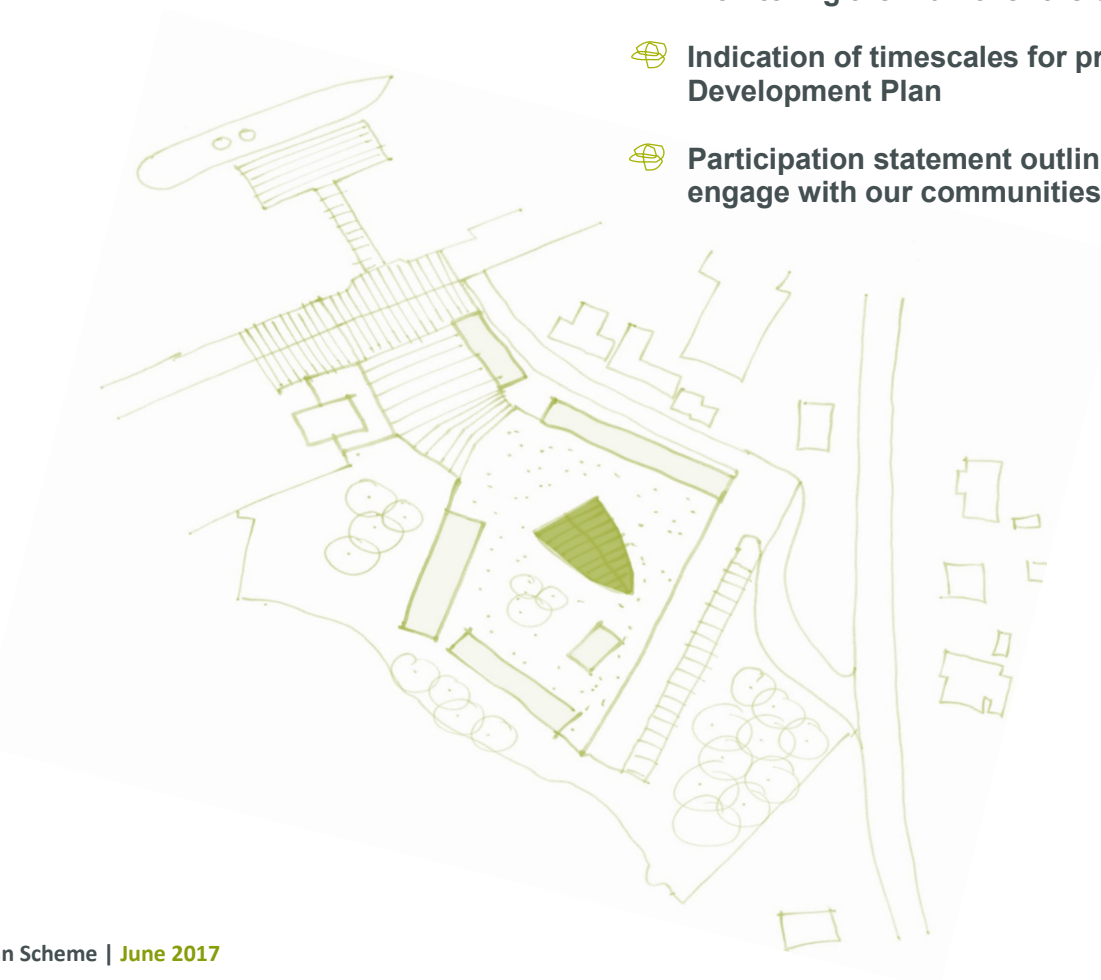 Indication of timescales for pr
Development Plan
Participation statement outlin
engage with our communities
n Scheme | June 2017